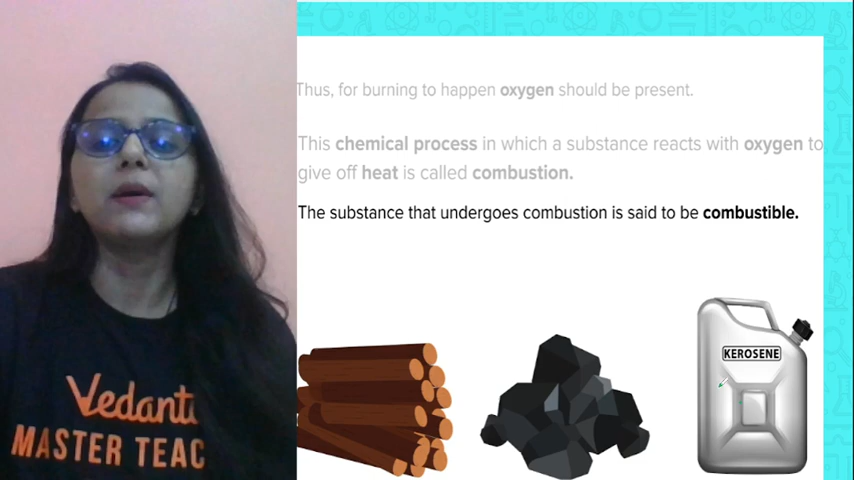 Thus, for burning to happen oxygen should be present.
This chemical process in which a substance reacts with oxygen to
give off heat is called combustion.
The substance that undergoes combustion is said to be combustible.
KEROSENE
Vedant
MASTER TEAC